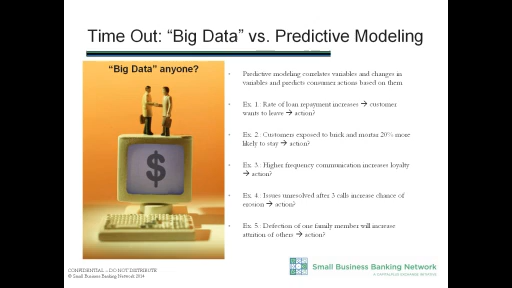 Time Out: “Big Data” vs. Predictive Modeling
“Big Data” anyone?
$
• Predictive modeling correlates variables and changes in
variables and predicts consumer actions based on them
• Ex. 1: Rate of loan repayment increases → customer
wants to leave → action?
• Ex. 2: Customers exposed to brick and mortar 20% more
likely to stay → action?
• Ex. 3: Higher frequency communication increases loyalty
→ action?
• Ex. 4: Issues unresolved after 3 calls increase chance of
erosion → action?
• Ex. 5: Defection of one family member will increase
attrition of others → action?
CONFIDENTIAL – DO NOT DISTRIBUTE
© Small Business Banking Network 2014
Small Business Banking Network